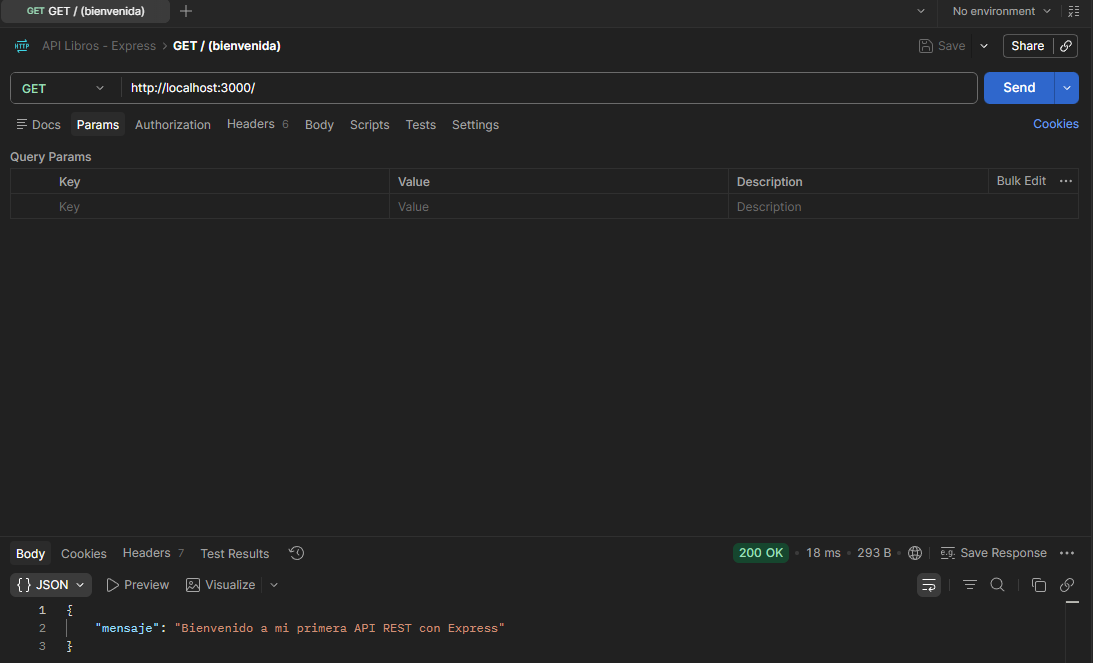 GET GET / (bienvenida)
No environment
HTTP API Libros - Express > GET / (bienvenida)
Save
Share
GET
http://localhost:3000/
Send
Docs Params Authorization Headers 6 Body Scripts Tests Settings
Cookies
Query Params
Key Value Description Bulk Edit
Key Value Description
Body Cookies Headers 7 Test Results
200 OK • 18 ms • 293 B
e.g. Save Response
{} JSON Preview Visualize
1 {
2 "mensaje": "Bienvenido a mi primera API REST con Express"
3 }